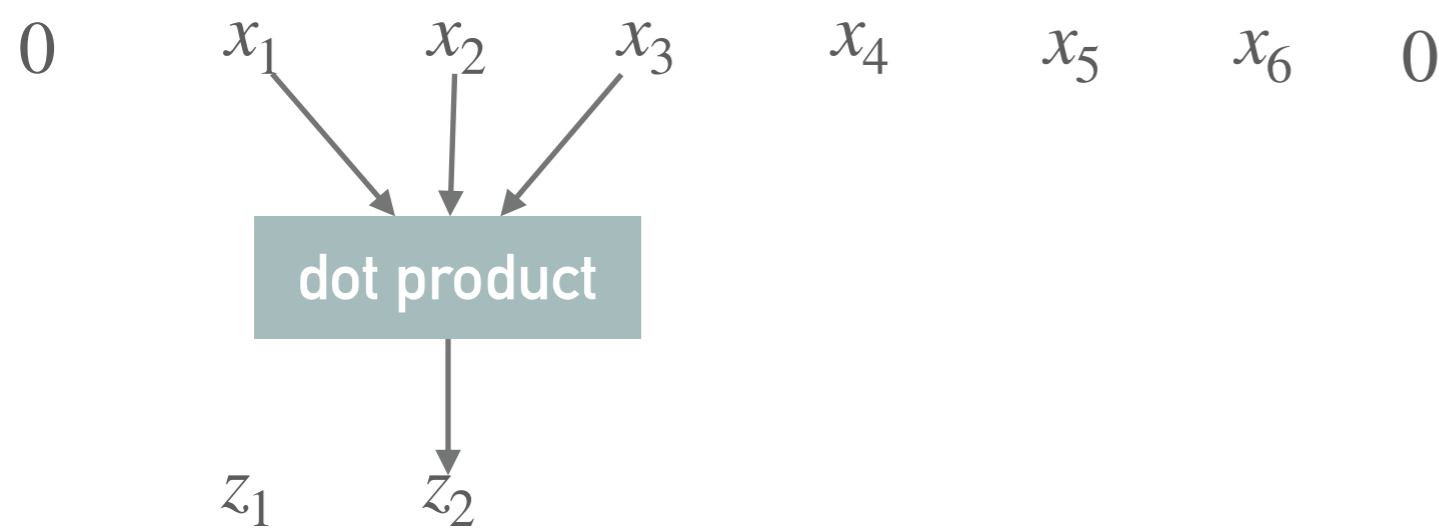 0 x₁ x₂ x₃ x₄ x₅ x₆ 0
dot product
z₁ z₂